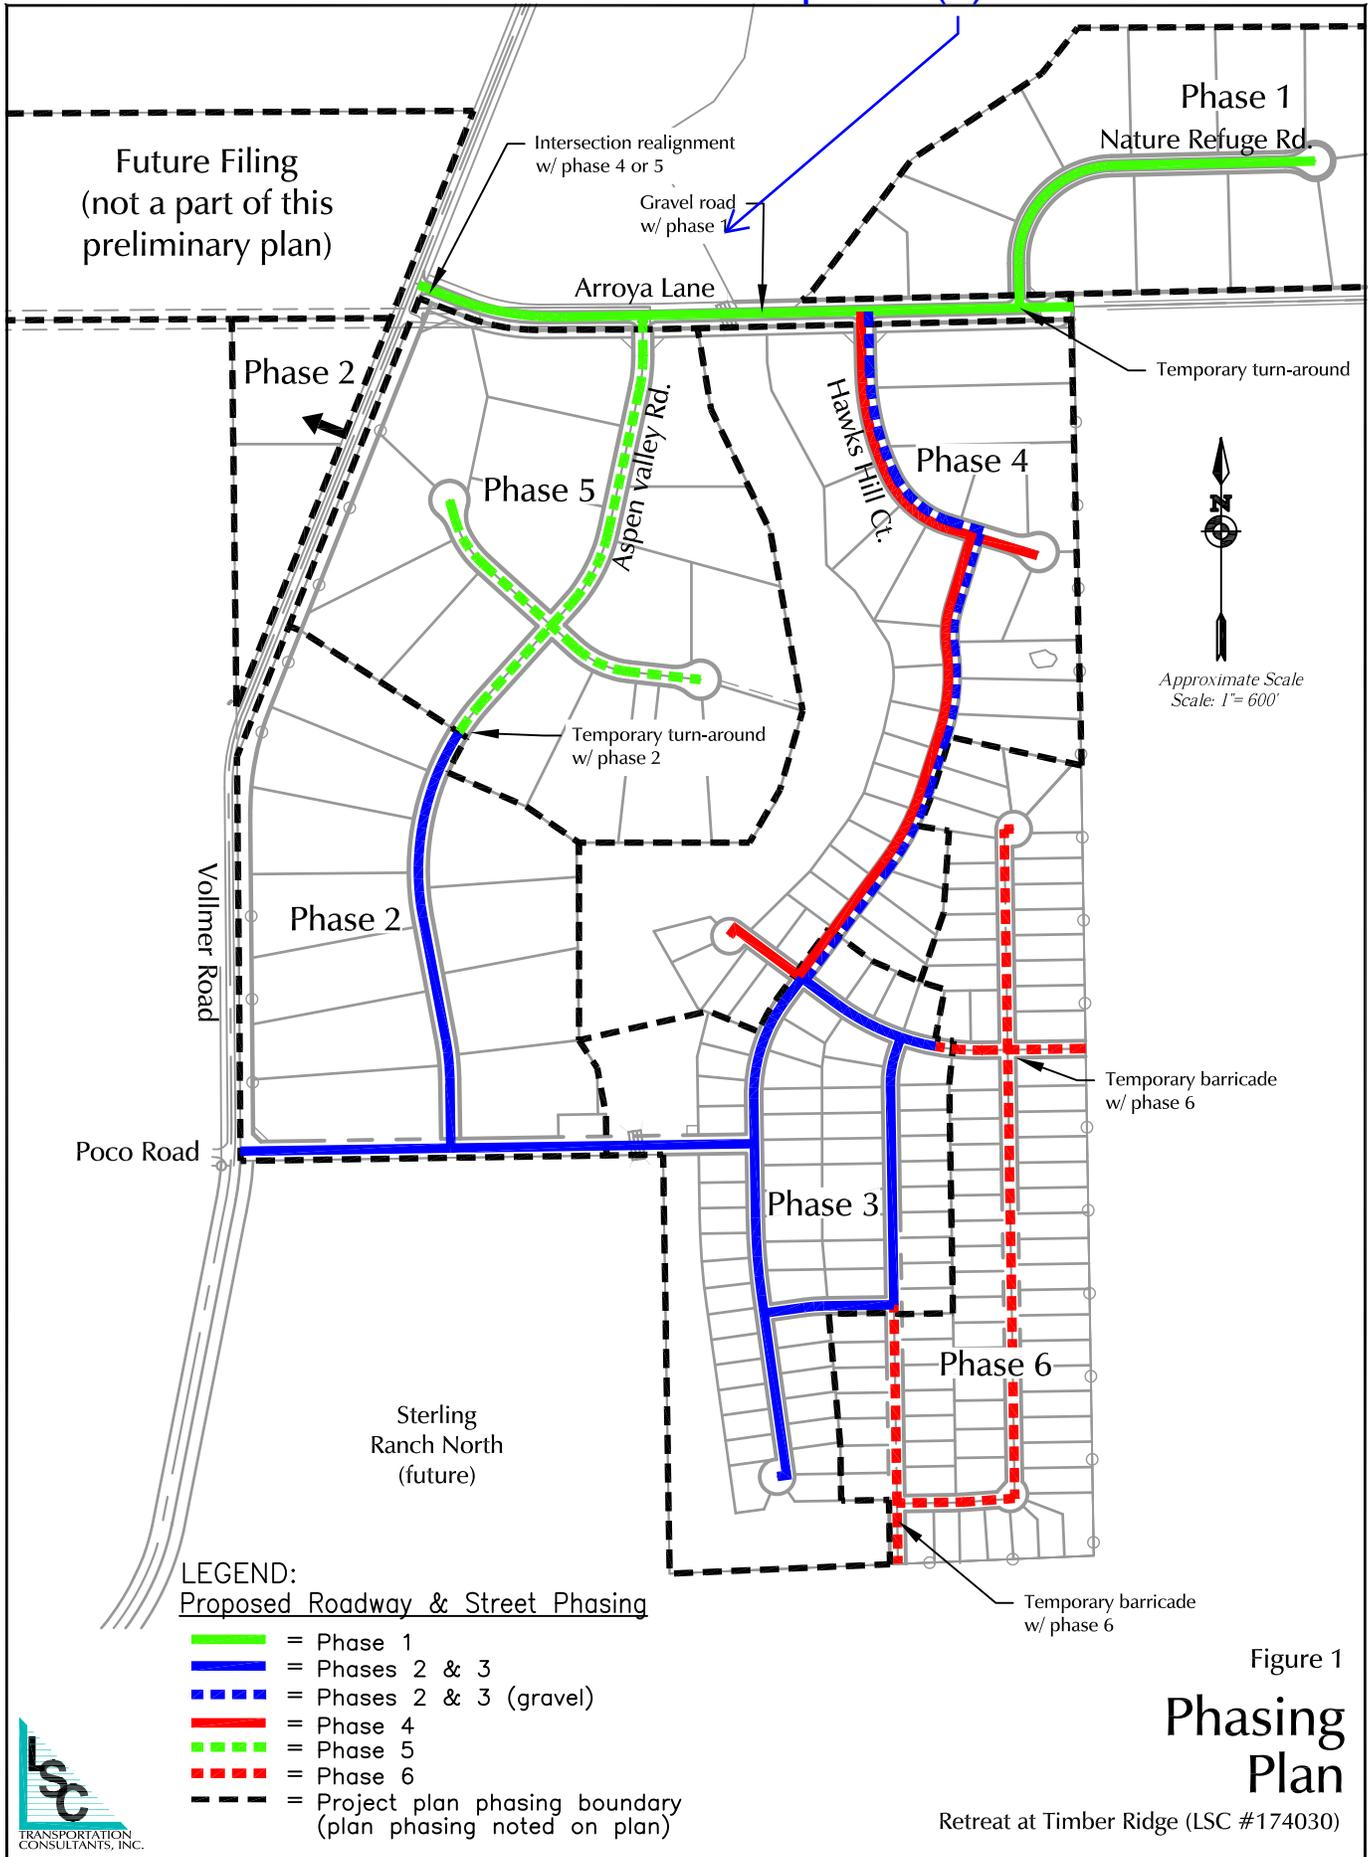 Phase 1
Nature Refuge Rd.
Future Filing
(not a part of this
preliminary plan)
Intersection realignment
w/ phase 4 or 5
Gravel road
w/ phase 1
Arroya Lane
Temporary turn-around
Phase 2
Hawks Hill Ct.
Phase 4
Aspen valley Rd.
Phase 5
N
Approximate Scale
Scale: 1"= 600'
Temporary turn-around
w/ phase 2
Vollmer Road
Phase 2
Temporary barricade
w/ phase 6
Poco Road
Phase 3
Phase 6
Sterling
Ranch North
(future)
Temporary barricade
w/ phase 6
LEGEND:
Proposed Roadway & Street Phasing
= Phase 1
= Phases 2 & 3
= Phases 2 & 3 (gravel)
= Phase 4
= Phase 5
= Phase 6
= Project plan phasing boundary
(plan phasing noted on plan)
Figure 1
Phasing
Plan
Retreat at Timber Ridge (LSC #174030)
LSC
TRANSPORTATION
CONSULTANTS, INC.